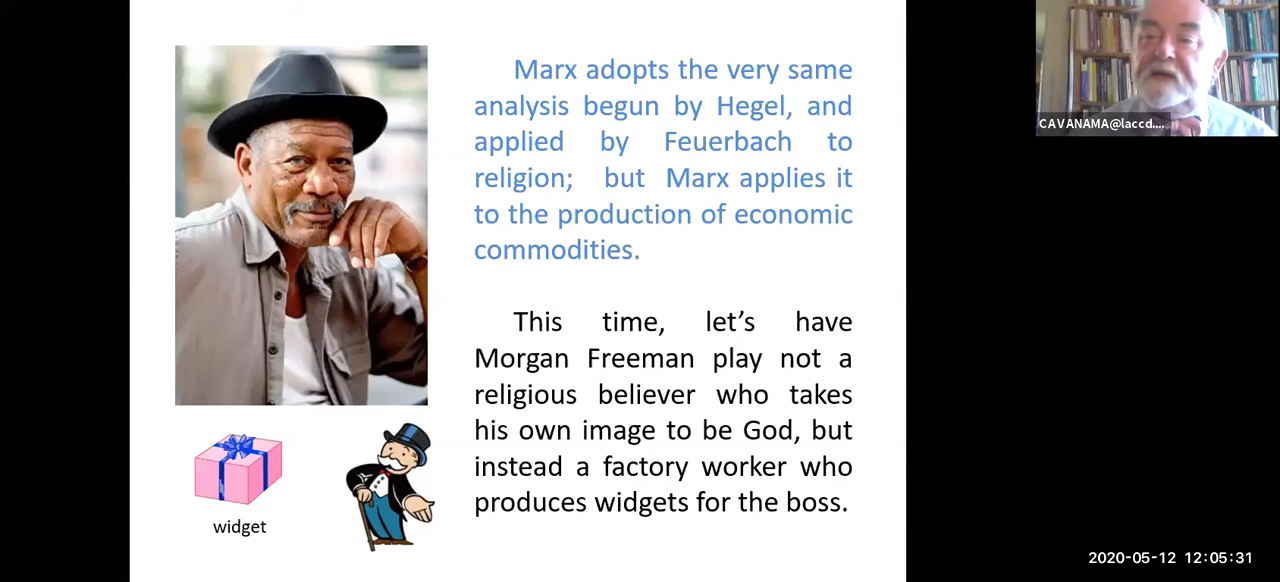 Marx adopts the very same
analysis begun by Hegel, and
applied by Feuerbach to
religion; but Marx applies it
to the production of economic
commodities.
This time, let's have
Morgan Freeman play not a
religious believer who takes
his own image to be God, but
instead a factory worker who
produces widgets for the boss.
widget
CAVANAMA@laccd....
2020-05-12 12:05:31